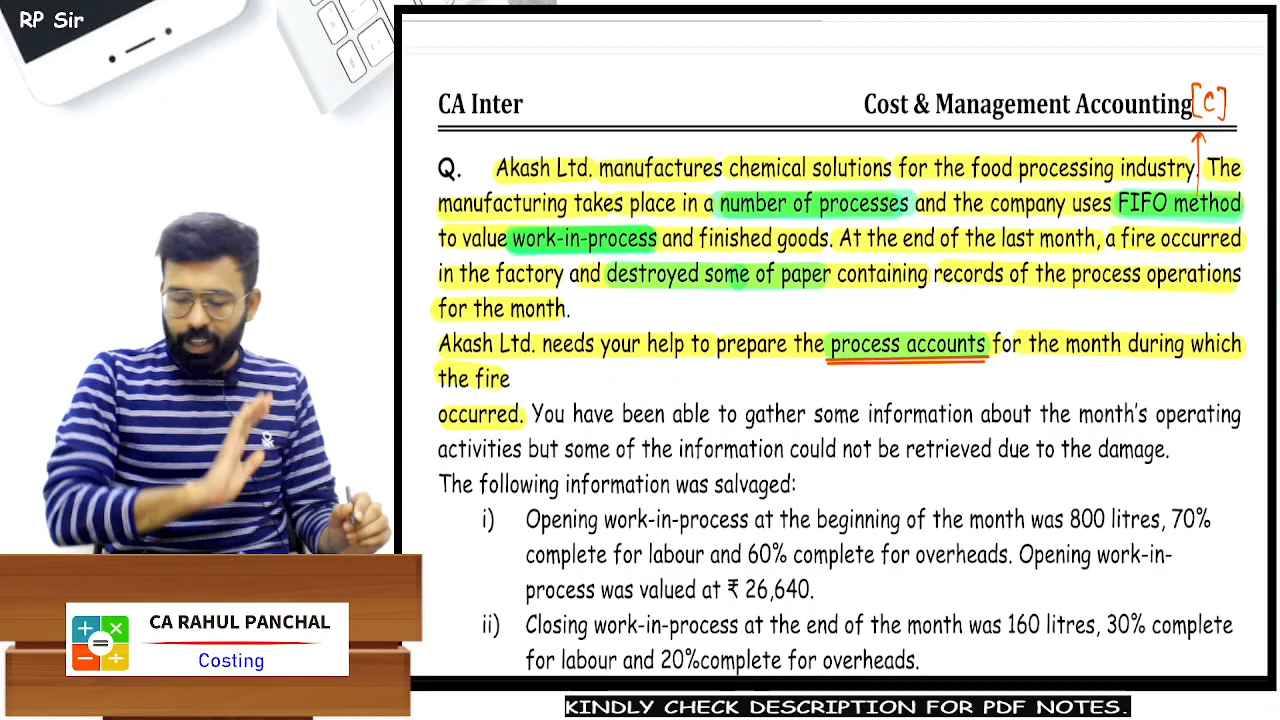 RP Sir
CA Inter
Cost & Management Accounting [C]
Q. Akash Ltd. manufactures chemical solutions for the food processing industry. The
manufacturing takes place in a number of processes and the company uses FIFO method
to value work-in-process and finished goods. At the end of the last month, a fire occurred
in the factory and destroyed some of paper containing records of the process operations
for the month.
Akash Ltd. needs your help to prepare the process accounts for the month during which
the fire
occurred. You have been able to gather some information about the month's operating
activities but some of the information could not be retrieved due to the damage.
The following information was salvaged:
i) Opening work-in-process at the beginning of the month was 800 litres, 70%
complete for labour and 60% complete for overheads. Opening work-in-
process was valued at ₹ 26,640.
ii) Closing work-in-process at the end of the month was 160 litres, 30% complete
for labour and 20%complete for overheads.
CA RAHUL PANCHAL
Costing
KINDLY CHECK DESCRIPTION FOR PDF NOTES.